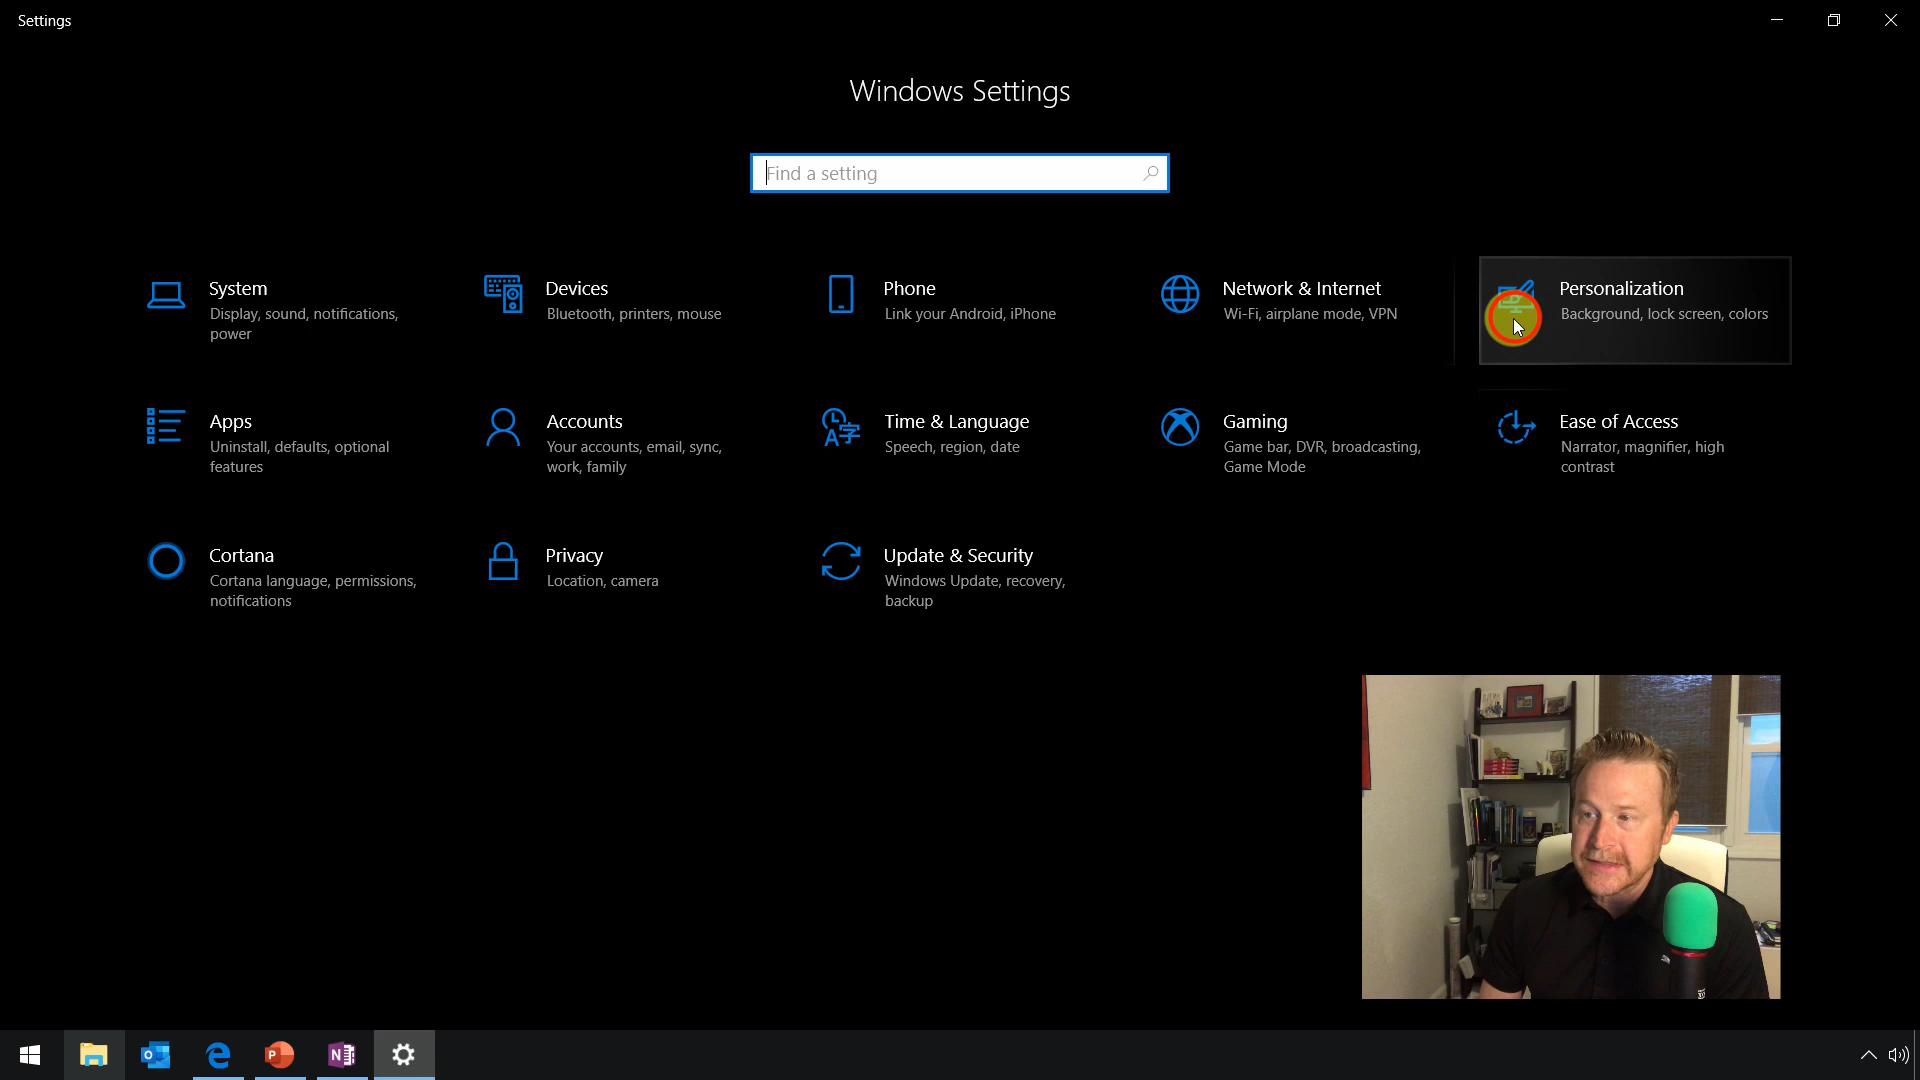 Settings
Windows Settings
Find a setting
System
Display, sound, notifications,
power
Devices
Bluetooth, printers, mouse
Phone
Link your Android, iPhone
Network & Internet
Wi-Fi, airplane mode, VPN
Personalization
Background, lock screen, colors
Apps
Uninstall, defaults, optional
features
Accounts
Your accounts, email, sync,
work, family
Time & Language
Speech, region, date
Gaming
Game bar, DVR, broadcasting,
Game Mode
Ease of Access
Narrator, magnifier, high
contrast
Cortana
Cortana language, permissions,
notifications
Privacy
Location, camera
Update & Security
Windows Update, recovery,
backup